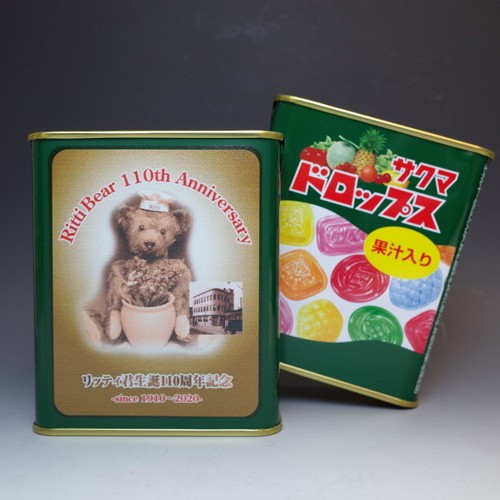 Ritti Bear 110th Anniversary
リッティ君生誕110周年記念
-since 1910~2020-
サクマ
ドロップス
果汁入り